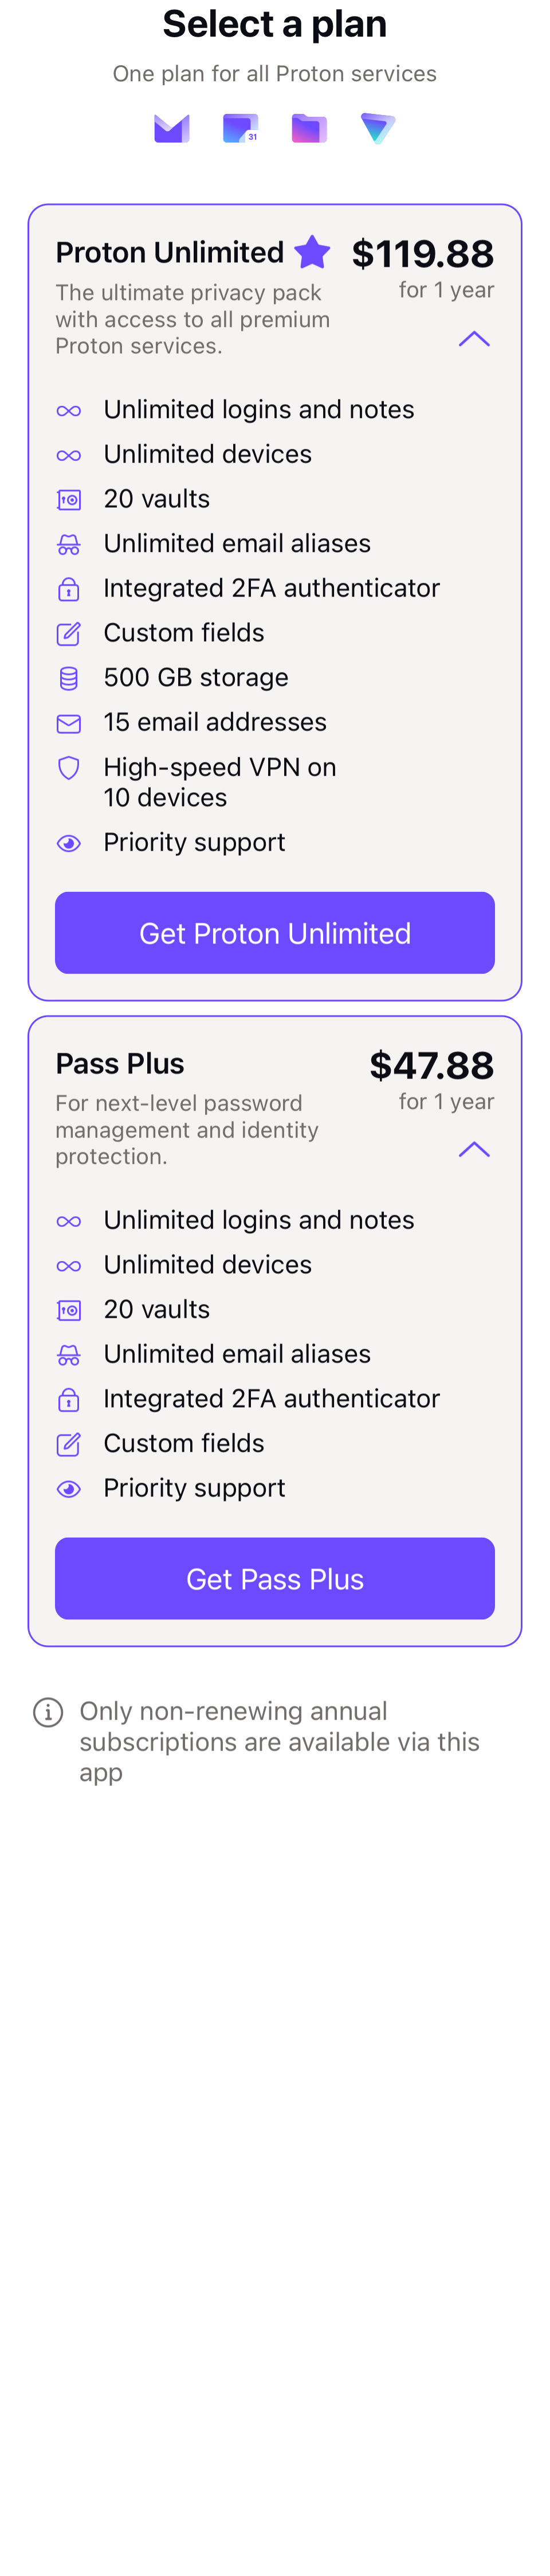 Select a plan
One plan for all Proton services
31
Proton Unlimited
$119.88
for 1 year
The ultimate privacy pack
with access to all premium
Proton services.
Unlimited logins and notes
Unlimited devices
20 vaults
Unlimited email aliases
Integrated 2FA authenticator
Custom fields
500 GB storage
15 email addresses
High-speed VPN on
10 devices
Priority support
Get Proton Unlimited
Pass Plus
$47.88
for 1 year
For next-level password
management and identity
protection.
Unlimited logins and notes
Unlimited devices
20 vaults
Unlimited email aliases
Integrated 2FA authenticator
Custom fields
Priority support
Get Pass Plus
Only non-renewing annual
subscriptions are available via this
app